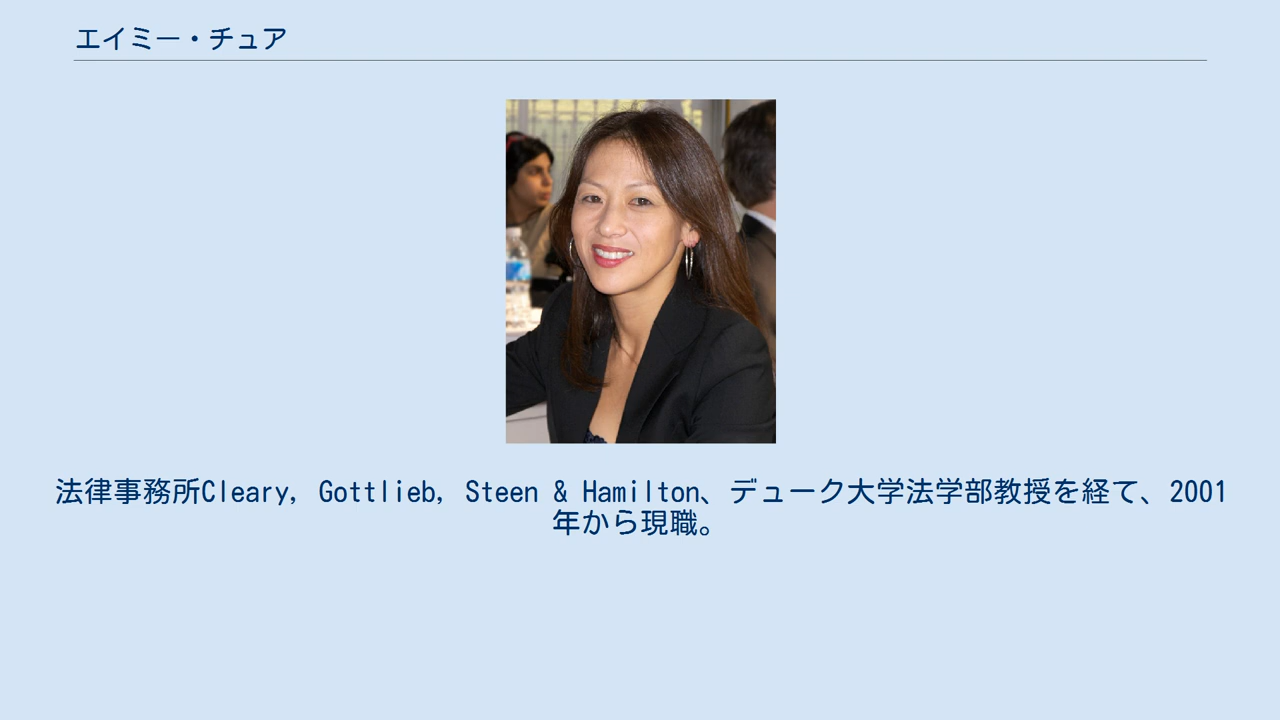 エイミー・チュア
法律事務所Cleary, Gottlieb, Steen & Hamilton、デューク大学法学部教授を経て、2001
年から現職。